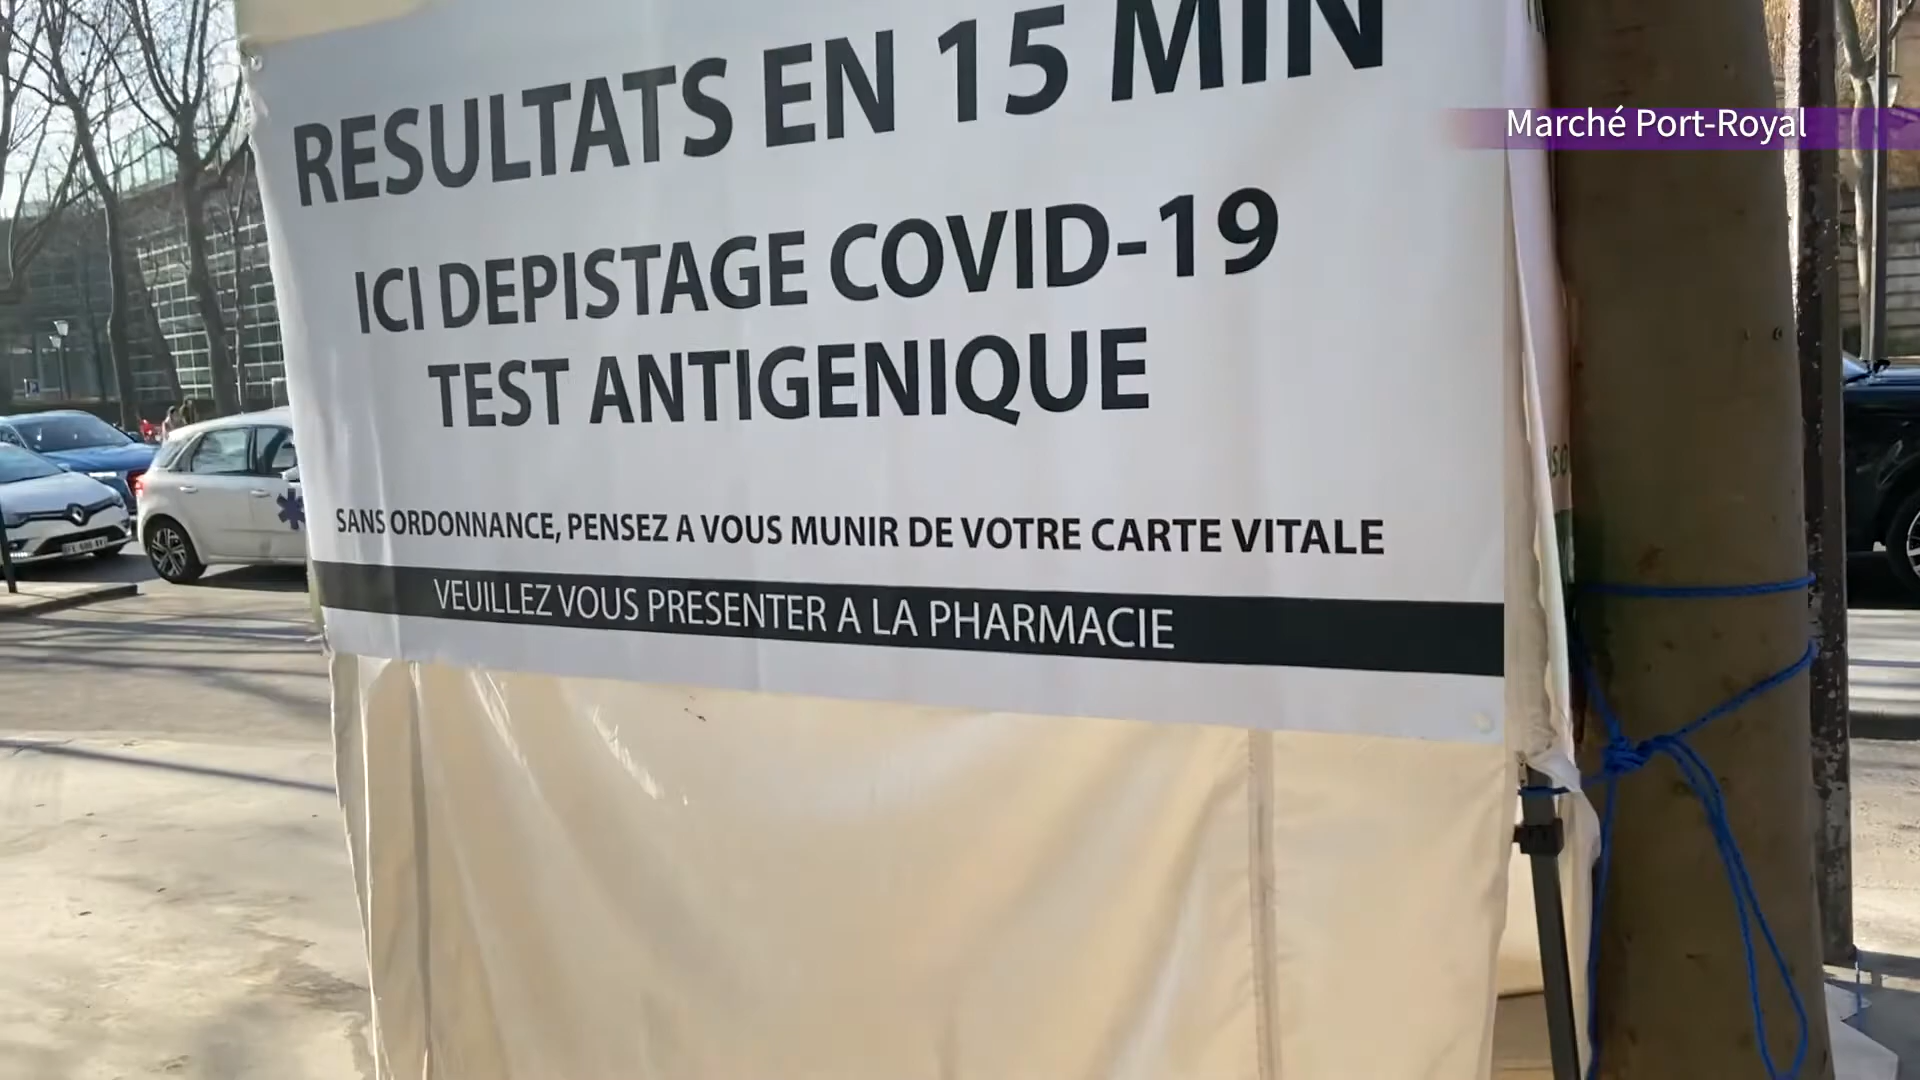 RESULTATS EN 15 MIN
Marché Port-Royal
ICI DEPISTAGE COVID-19
TEST ANTIGENIQUE
SANS ORDONNANCE, PENSEZ A VOUS MUNIR DE VOTRE CARTE VITALE
VEUILLEZ VOUS PRESENTER A LA PHARMACIE